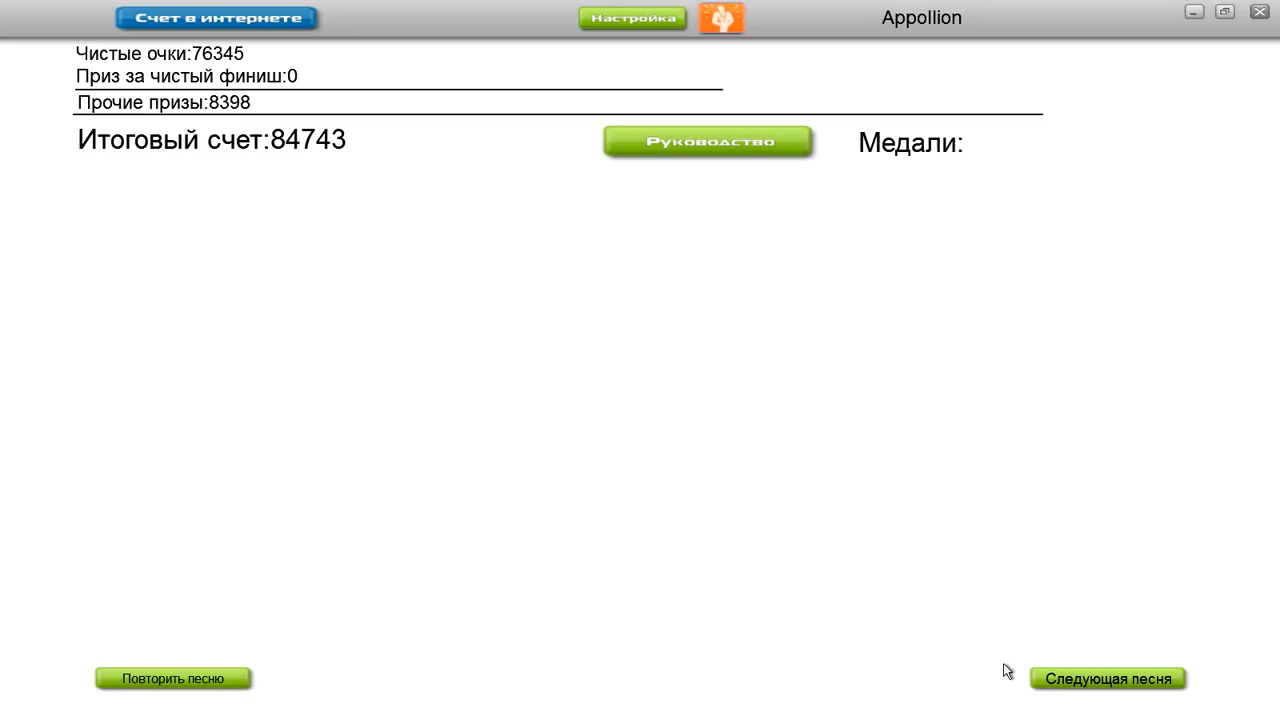 Счет в интернете
Настройка
Appollion
Чистые очки:76345
Приз за чистый финиш:0
Прочие призы:8398
Итоговый счет:84743
Руководство
Медали:
Повторить песню
Следующая песня